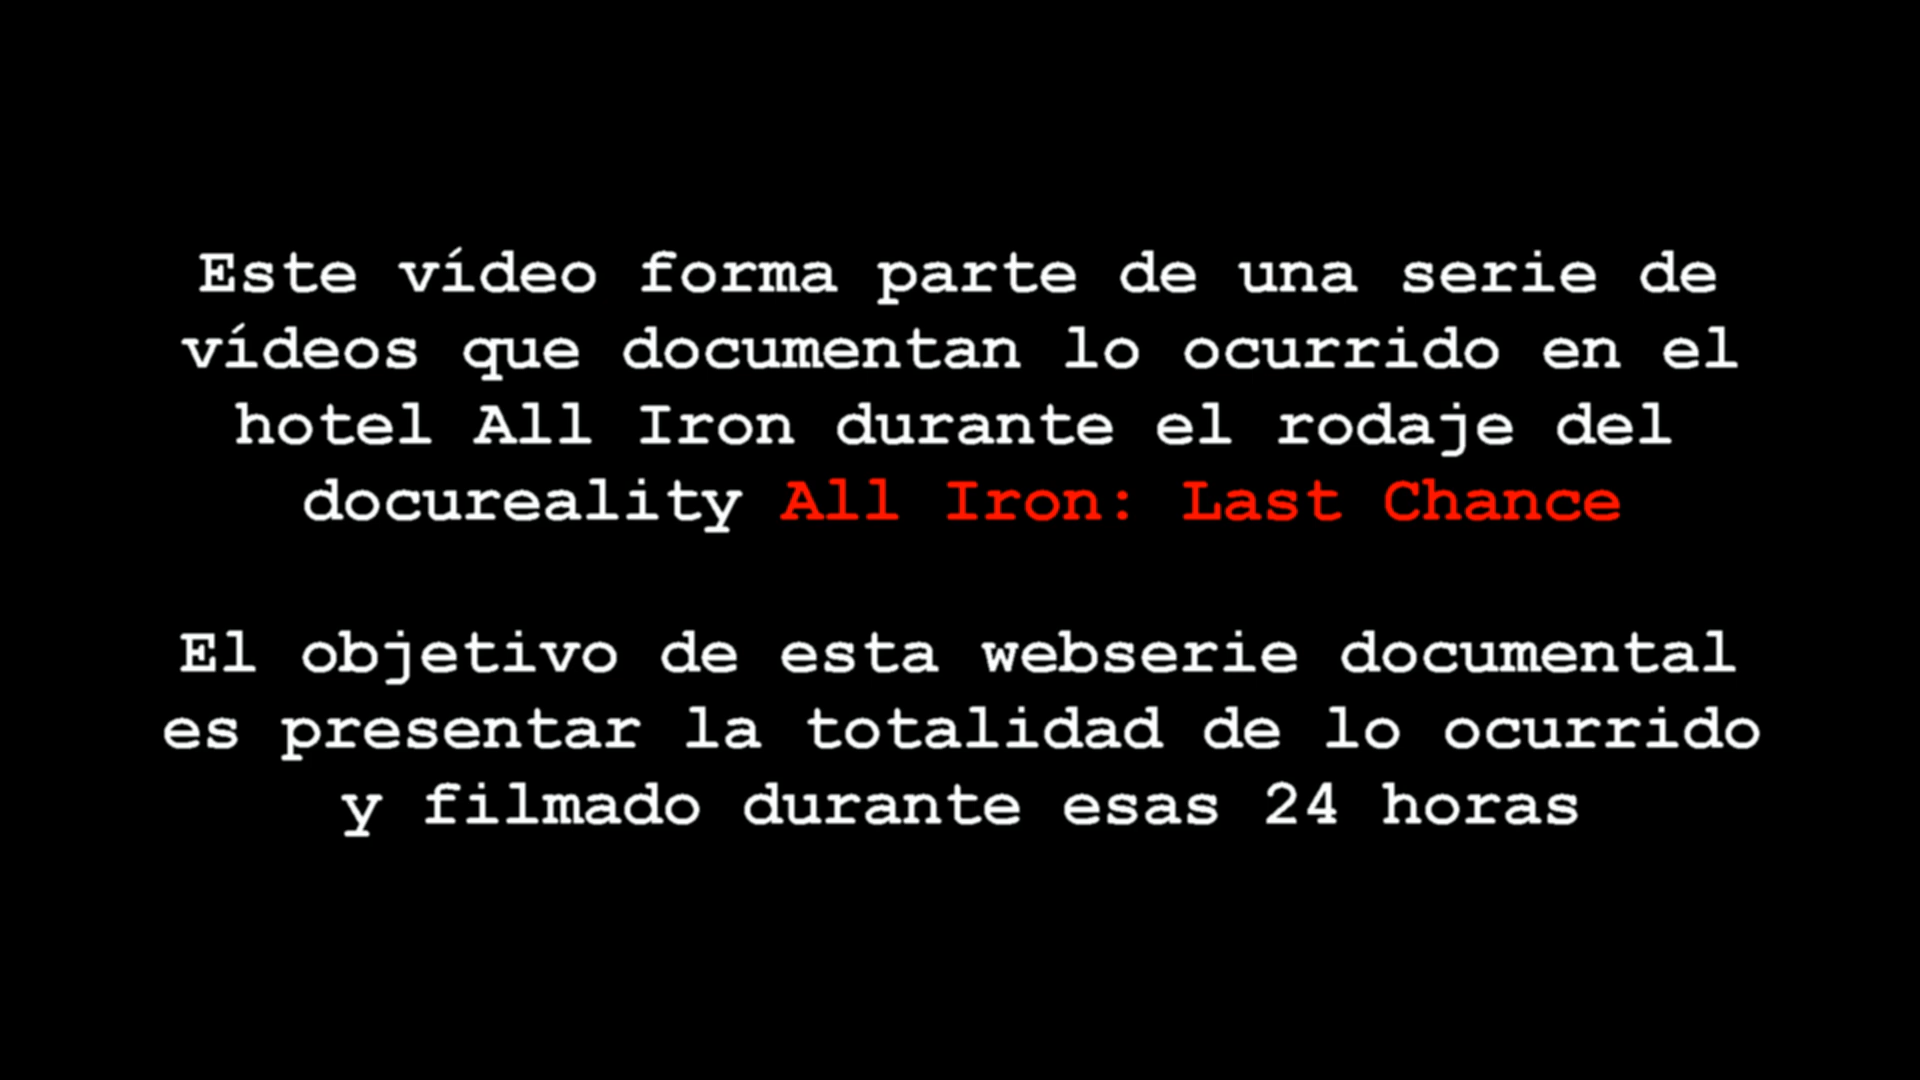 Este vídeo forma parte de una serie de
vídeos que documentan lo ocurrido en el
hotel All Iron durante el rodaje del
docureality All Iron: Last Chance
El objetivo de esta webserie documental
es presentar la totalidad de lo ocurrido
y filmado durante esas 24 horas